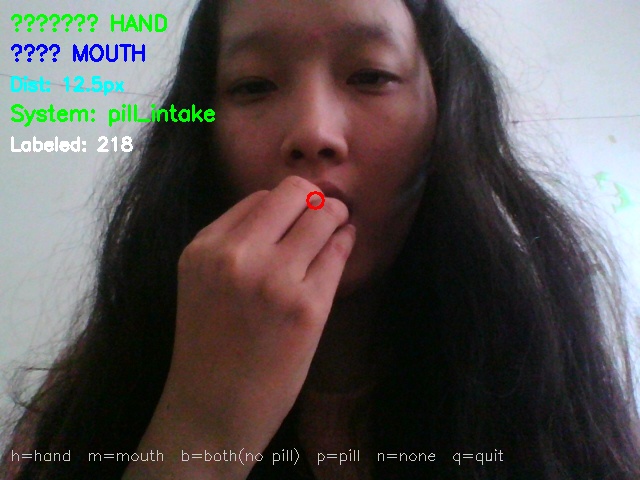 ??????? HAND
???? MOUTH
Dist: 12.5px
System: pill_intake
Labeled: 218
h=hand m=mouth b=both(no pill) p=pill n=none q=quit